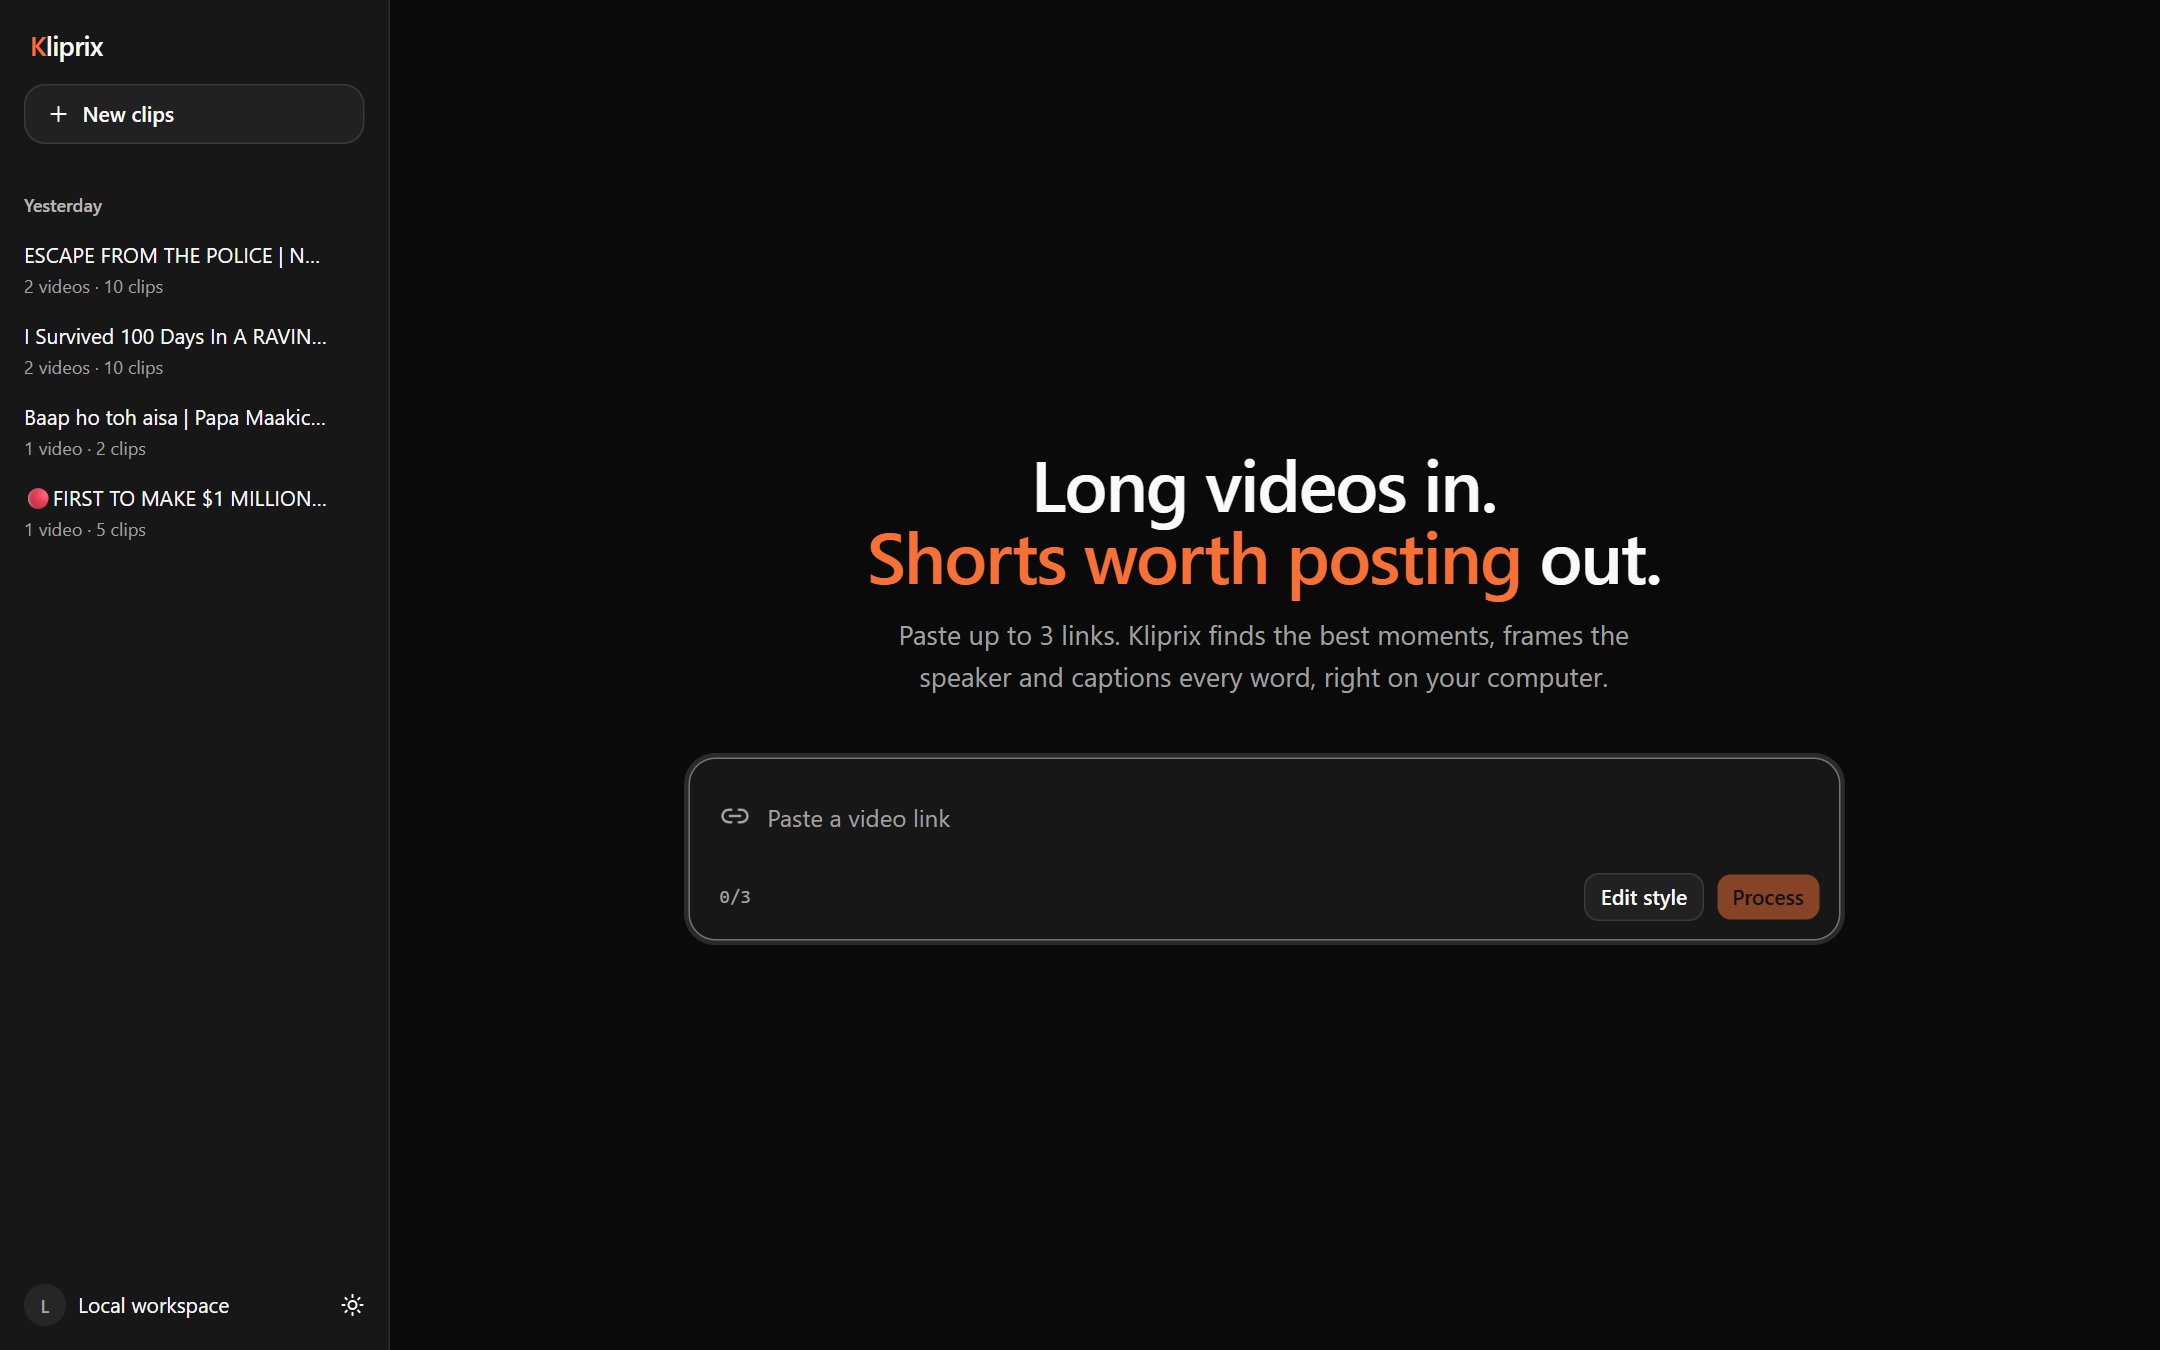 Kliprix
New clips
Yesterday
ESCAPE FROM THE POLICE | N...
2 videos · 10 clips
I Survived 100 Days In A RAVIN...
2 videos · 10 clips
Baap ho toh aisa | Papa Maakic...
1 video · 2 clips
🔴FIRST TO MAKE $1 MILLION...
1 video · 5 clips
L Local workspace
Long videos in.
Shorts worth posting out.
Paste up to 3 links. Kliprix finds the best moments, frames the
speaker and captions every word, right on your computer.
Paste a video link
0/3
Edit style
Process